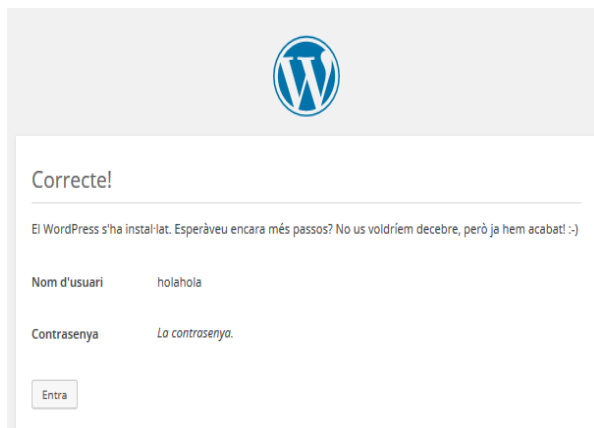 Correcte!
El WordPress s'ha instal·lat. Esperàveu encara més passos? No us voldríem decebre, però ja hem acabat! :-)
Nom d'usuari holahola
Contrasenya La contrasenya.
Entra